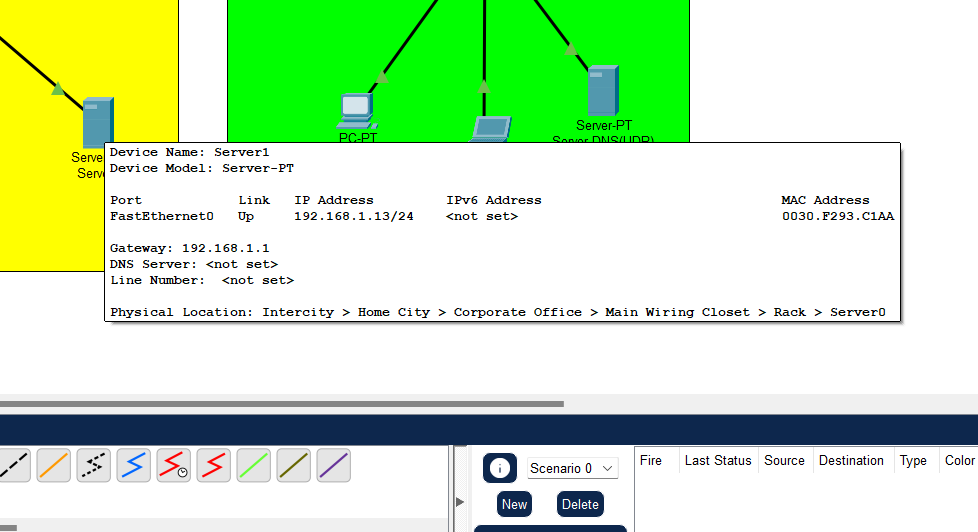 Server-PT
PC-PT
Server DNS(UDP)
Serve
Serv
Device Name: Server1
Device Model: Server-PT
Port Link IP Address IPv6 Address MAC Address
FastEthernet0 Up 192.168.1.13/24 <not set> 0030.F293.C1AA
Gateway: 192.168.1.1
DNS Server: <not set>
Line Number: <not set>
Physical Location: Intercity > Home City > Corporate Office > Main Wiring Closet > Rack > Server0
Scenario 0
Fire Last Status Source Destination Type Color
New Delete